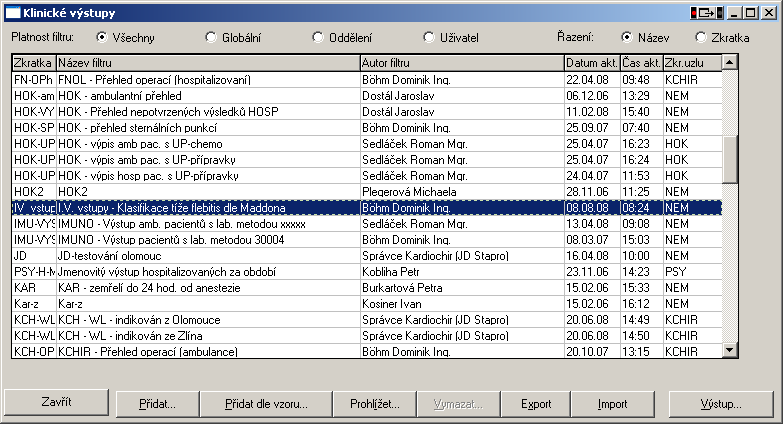 Klinické výstupy
Platnost filtru: Všechny Globální Oddělení Uživatel Řazení: Název Zkratka
Zkratka Název filtru Autor filtru Datum akt. Čas akt. Zkr.uzlu
FN-OPh FNOL - Přehled operací (hospitalizovaní) Böhm Dominik Ing. 22.04.08 09:48 KCHIR
HOK-am HOK - ambulantní přehled Dostál Jaroslav 06.12.06 13:29 NEM
HOK-VY HOK - Přehled nepotvrzených výsledků HOSP Dostál Jaroslav 11.02.08 15:40 NEM
HOK-SP HOK - přehled sternálních punkcí Böhm Dominik Ing. 25.09.07 07:40 NEM
HOK-UP HOK - výpis amb pac. s UP-chemo Sedláček Roman Mgr. 25.04.07 16:23 HOK
HOK-UP HOK - výpis amb pac. s UP-přípravky Sedláček Roman Mgr. 25.04.07 16:24 HOK
HOK-UP HOK - výpis hosp pac. s UP-přípravky Sedláček Roman Mgr. 24.04.07 11:53 HOK
HOK2 HOK2 Plegerová Michaela 28.11.06 11:25 NEM
IV_vstup I.V. vstupy - Klasifikace tíže flebitis dle Maddona Böhm Dominik Ing. 08.08.08 08:24 NEM
IMU-VYS IMUNO - Výstup amb. pacientů s lab. metodou xxxxx Sedláček Roman Mgr. 13.04.08 09:08 NEM
IMU-VYS IMUNO - Výstup pacientů s lab. metodou 30004 Böhm Dominik Ing. 08.03.07 15:03 NEM
JD JD-testování olomouc Správce Kardiochir (JD Stapro) 16.04.08 10:00 NEM
PSY-H-M Jmenovitý výstup hospitalizovaných za období Kobliha Petr 23.11.06 14:23 PSY
KAR KAR - zemřelí do 24 hod. od anestezie Burkartová Petra 15.02.06 15:33 NEM
Kar-z Kar-z Kosiner Ivan 15.02.06 16:12 NEM
KCH-WL KCH - WL - indikován z Olomouce Správce Kardiochir (JD Stapro) 20.06.08 14:49 KCHIR
KCH-WL KCH - WL - indikován ze Zlína Správce Kardiochir (JD Stapro) 20.06.08 14:50 KCHIR
KCH-OP KCHIR - Přehled operací (ambulance) Böhm Dominik Ing. 20.10.07 13:15 KCHIR
Zavřít Přidat... Přidat dle vzoru... Prohlížet... Vymazat... Export Import Výstup...